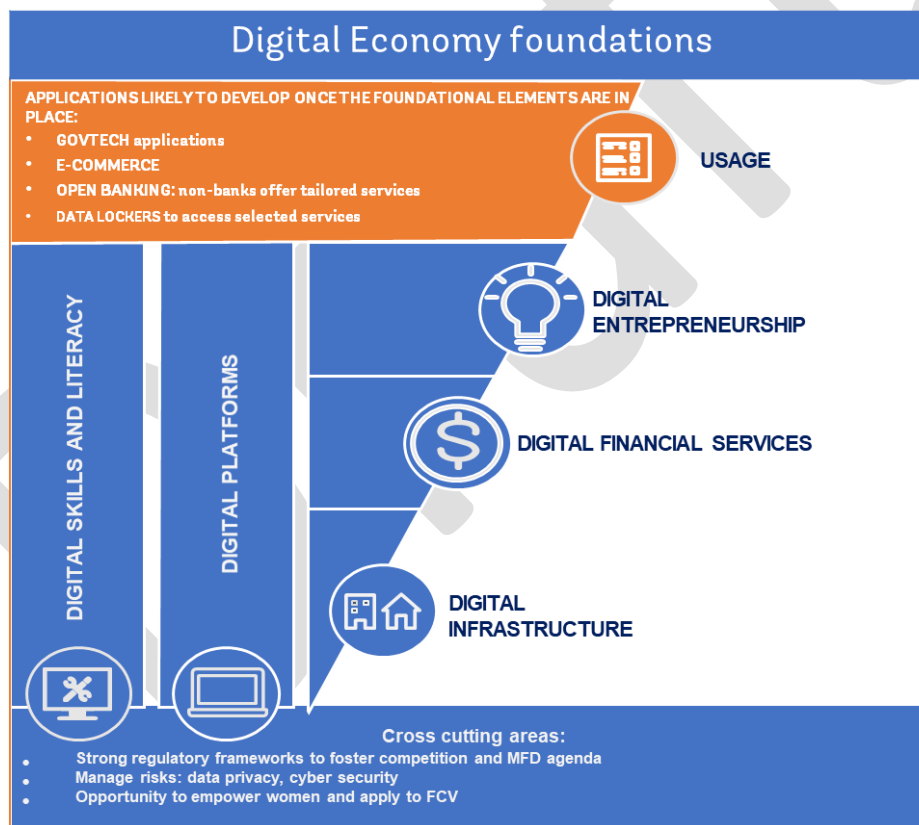 Digital Economy foundations
APPLICATIONS LIKELY TO DEVELOP ONCE THE FOUNDATIONAL ELEMENTS ARE IN
PLACE:
• GOVTECH applications
• E-COMMERCE
• OPEN BANKING: non-banks offer tailored services
• DATA LOCKERS to access selected services
USAGE
DIGITAL SKILLS AND LITERACY
DIGITAL PLATFORMS
DIGITAL
ENTREPRENEURSHIP
DIGITAL FINANCIAL SERVICES
DIGITAL
INFRASTRUCTURE
Cross cutting areas:
• Strong regulatory frameworks to foster competition and MFD agenda
• Manage risks: data privacy, cyber security
• Opportunity to empower women and apply to FCV